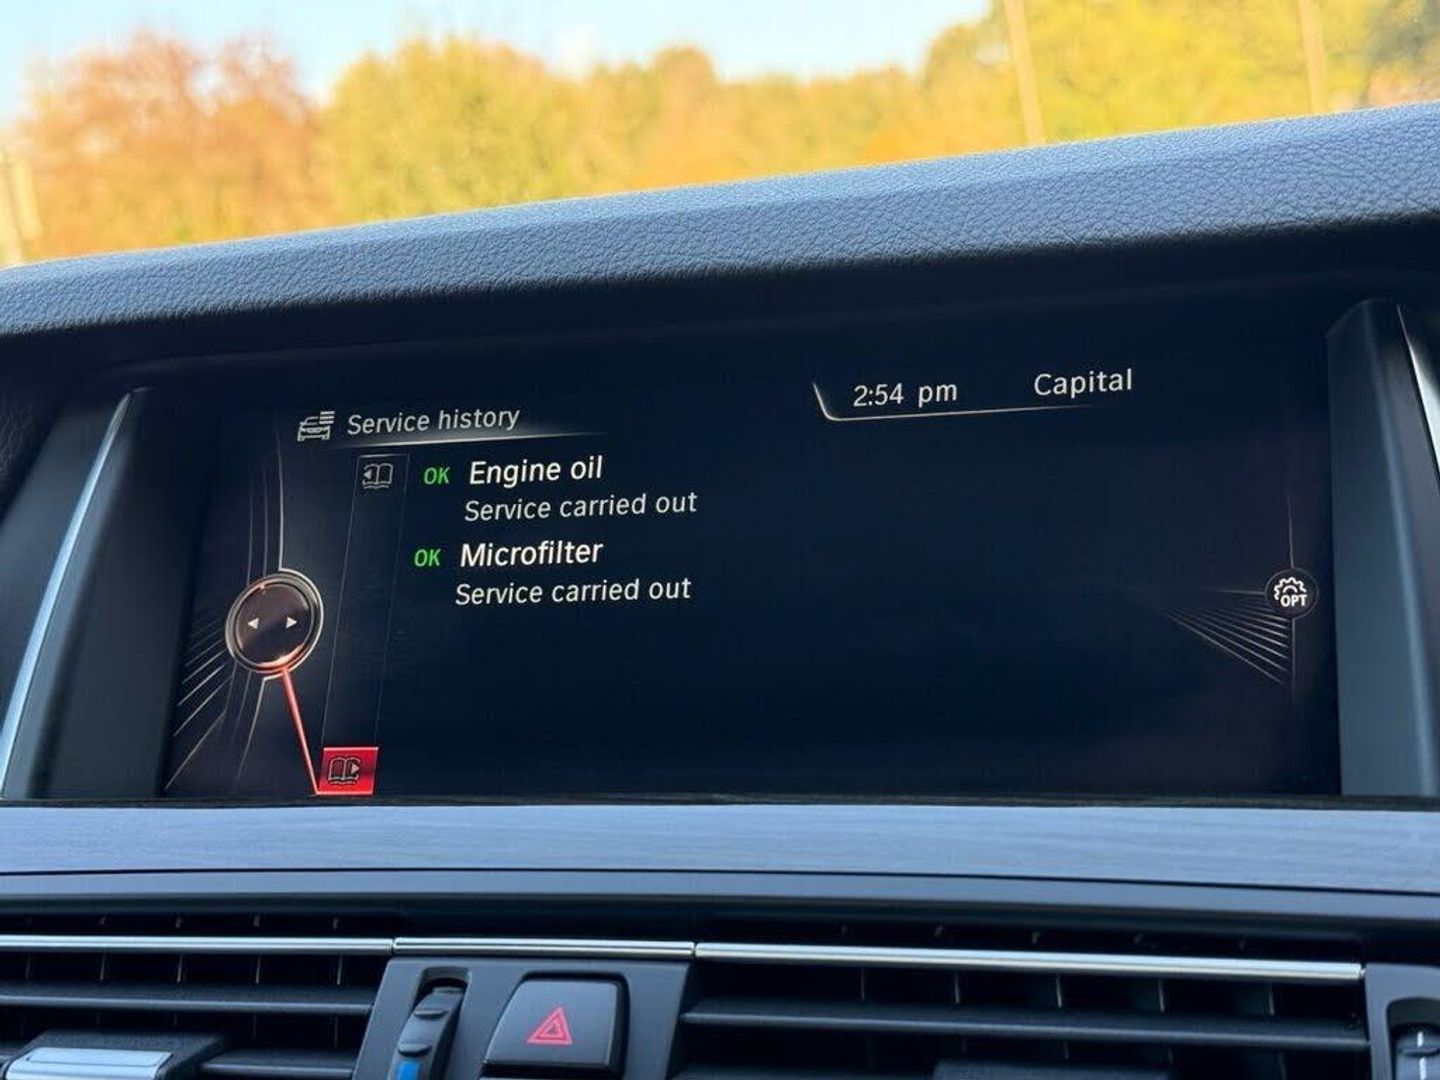 2:54 pm Capital
Service history
OK Engine oil
Service carried out
OK Microfilter
Service carried out
OPT